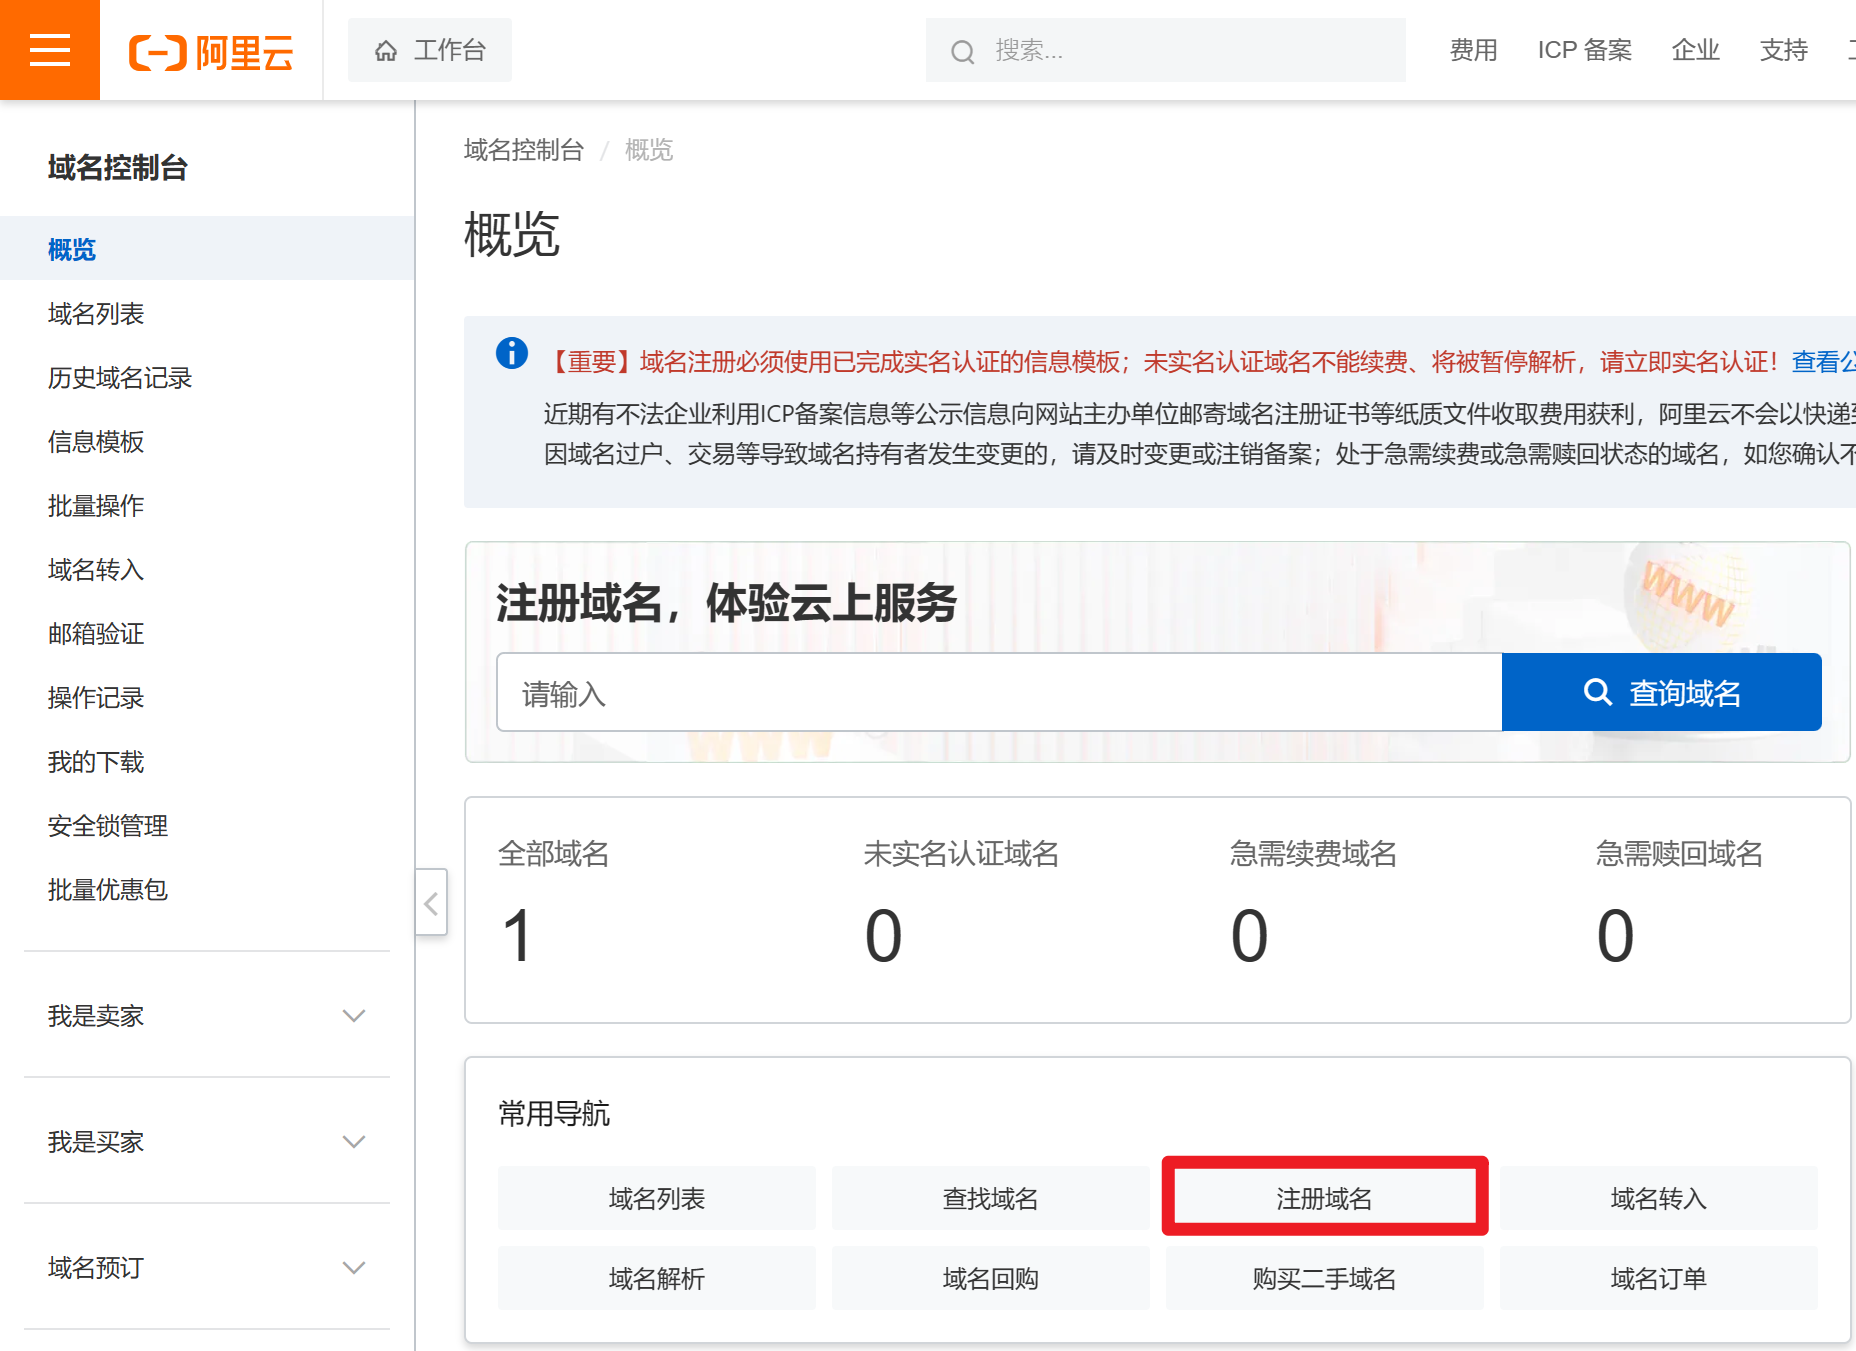 阿里云
工作台
搜索...
费用
ICP 备案
企业
支持
域名控制台
概览
域名列表
历史域名记录
信息模板
批量操作
域名转入
邮箱验证
操作记录
我的下载
安全锁管理
批量优惠包
我是卖家
我是买家
域名预订
域名控制台 / 概览
概览
【重要】域名注册必须使用已完成实名认证的信息模板；未实名认证域名不能续费、将被暂停解析，请立即实名认证！查看公
近期有不法企业利用ICP备案信息等公示信息向网站主办单位邮寄域名注册证书等纸质文件收取费用获利，阿里云不会以快递
因域名过户、交易等导致域名持有者发生变更的，请及时变更或注销备案；处于急需续费或急需赎回状态的域名，如您确认不
注册域名，体验云上服务
www
请输入
查询域名
www
全部域名
1
未实名认证域名
0
急需续费域名
0
急需赎回域名
0
常用导航
域名列表
查找域名
注册域名
域名转入
域名解析
域名回购
购买二手域名
域名订单